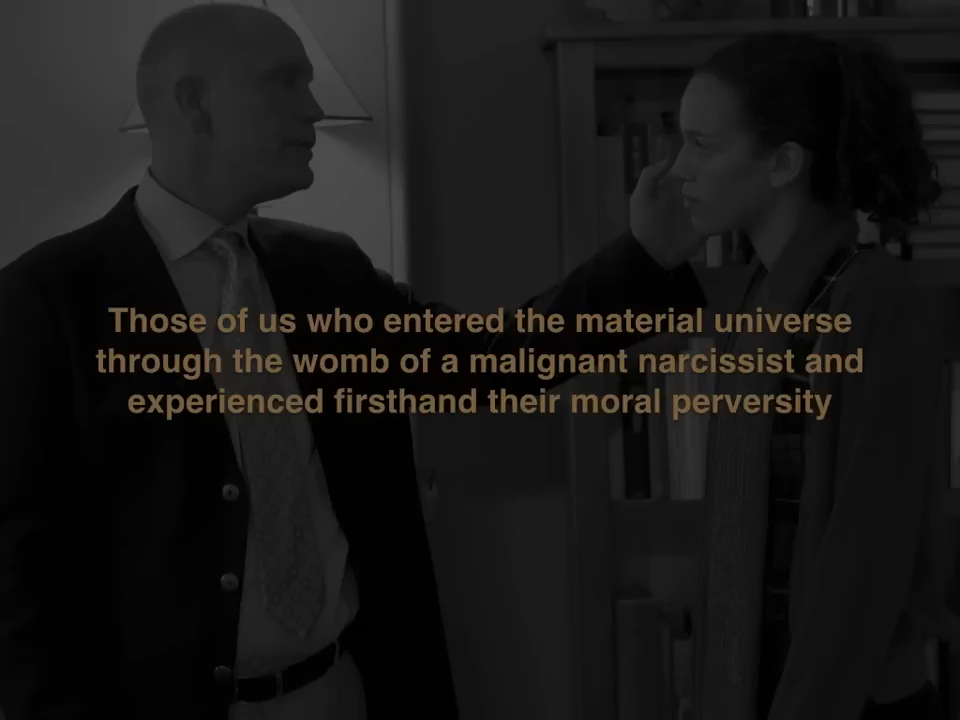 Those of us who entered the material universe
through the womb of a malignant narcissist and
experienced firsthand their moral perversity